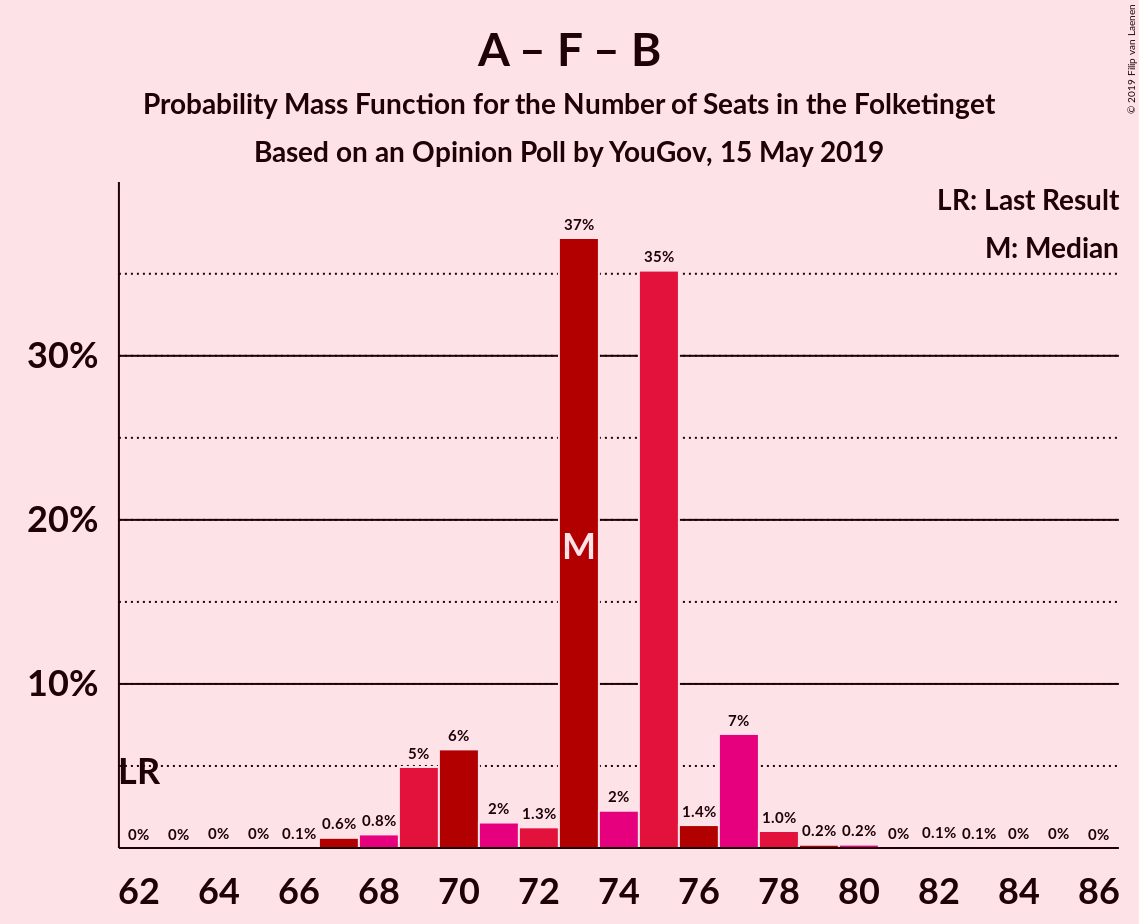 A – F – B
Probability Mass Function for the Number of Seats in the Folketinget
Based on an Opinion Poll by YouGov, 15 May 2019
© 2019 Filip van Laenen
LR: Last Result
M: Median
37%
35%
30%
20%
M
10%
7%
6%
5%
LR
2%
2%
1.3%
1.4%
1.0%
0% 0% 0% 0% 0.1% 0.6% 0.8%
0.2% 0.2% 0% 0.1% 0.1% 0% 0% 0%
62 64 66 68 70 72 74 76 78 80 82 84 86